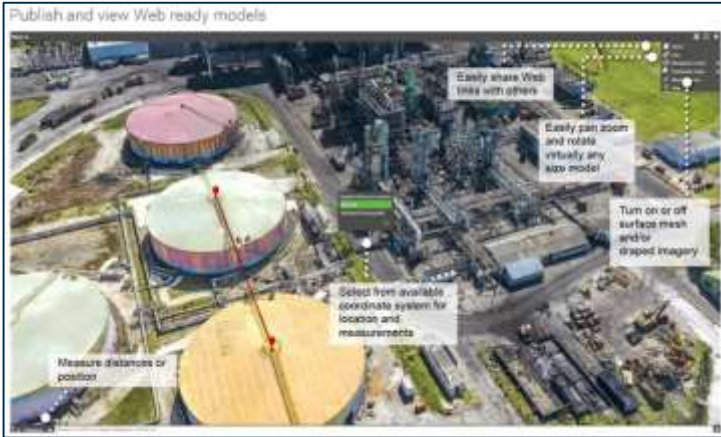 Publish and view Web ready models
Easily share Web
links with others
Easily pan zoom
and rotate
virtually any
size model
Turn on or off
surface mesh
and/or
draped imagery
Select from available
coordinate system for
location and
measurements
Measure distances or
position